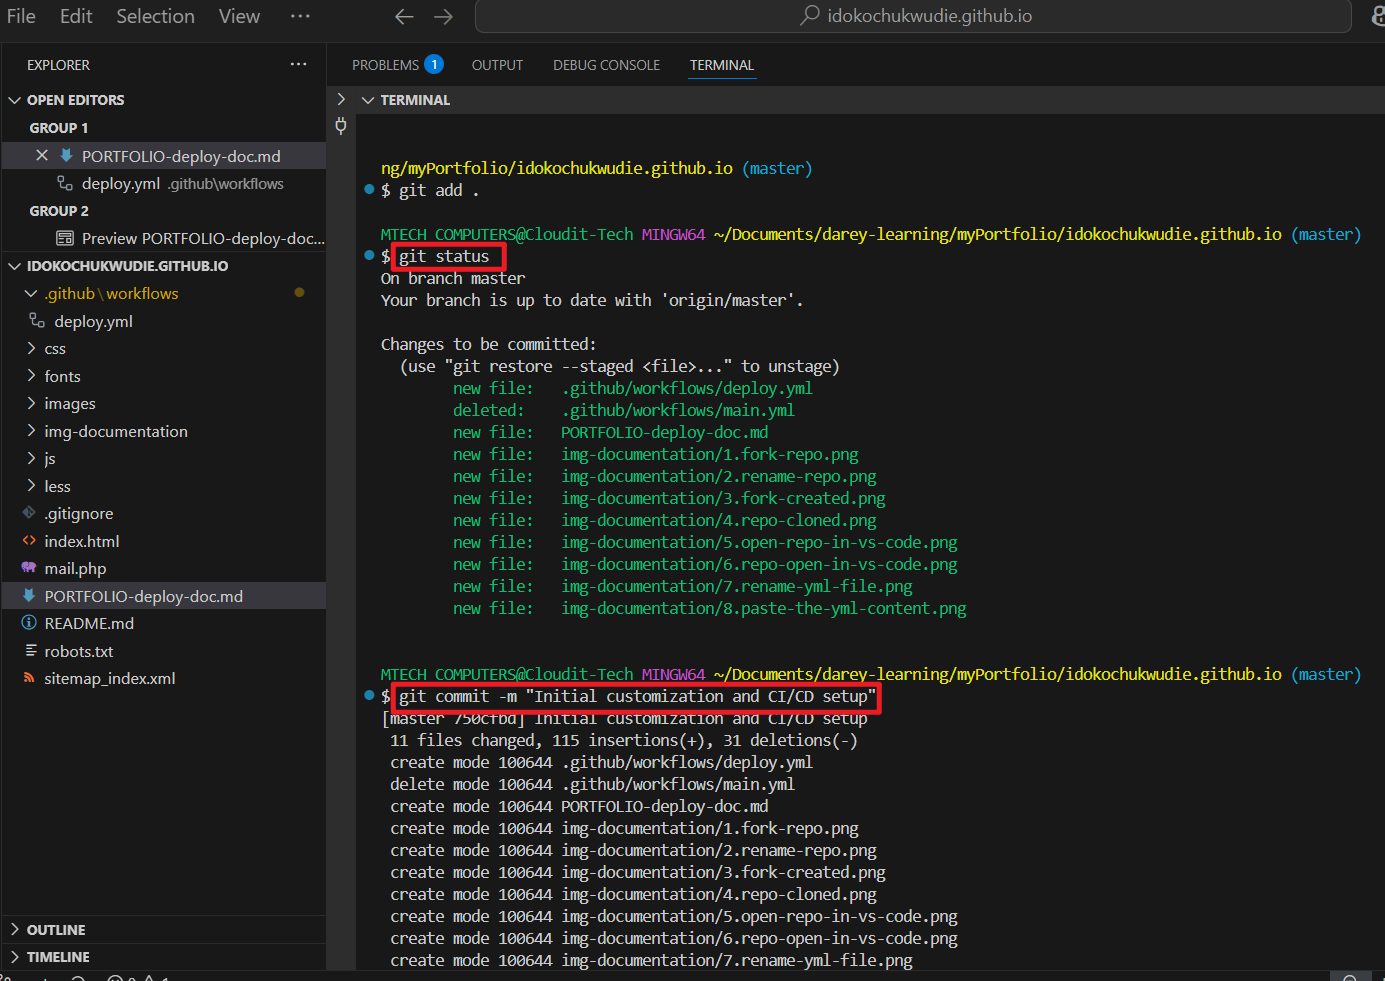 File Edit Selection View ···
idokochukwudie.github.io
EXPLORER ···
OPEN EDITORS
GROUP 1
PORTFOLIO-deploy-doc.md
deploy.yml .github\workflows
GROUP 2
Preview PORTFOLIO-deploy-doc...
IDOKOCHUKWUDIE.GITHUB.IO
.github\workflows
deploy.yml
css
fonts
images
img-documentation
js
less
.gitignore
index.html
mail.php
PORTFOLIO-deploy-doc.md
README.md
robots.txt
sitemap_index.xml
OUTLINE
TIMELINE
PROBLEMS 1 OUTPUT DEBUG CONSOLE TERMINAL
TERMINAL
ng/myPortfolio/idokochukwudie.github.io (master)
$ git add .
MTECH COMPUTERS@Cloudit-Tech MINGW64 ~/Documents/darey-learning/myPortfolio/idokochukwudie.github.io (master)
$ git status
On branch master
Your branch is up to date with 'origin/master'.
Changes to be committed:
(use "git restore --staged <file>..." to unstage)
new file: .github/workflows/deploy.yml
deleted: .github/workflows/main.yml
new file: PORTFOLIO-deploy-doc.md
new file: img-documentation/1.fork-repo.png
new file: img-documentation/2.rename-repo.png
new file: img-documentation/3.fork-created.png
new file: img-documentation/4.repo-cloned.png
new file: img-documentation/5.open-repo-in-vs-code.png
new file: img-documentation/6.repo-open-in-vs-code.png
new file: img-documentation/7.rename-yml-file.png
new file: img-documentation/8.paste-the-yml-content.png
MTECH COMPUTERS@Cloudit-Tech MINGW64 ~/Documents/darey-learning/myPortfolio/idokochukwudie.github.io (master)
$ git commit -m "Initial customization and CI/CD setup"
[master 750cfbd] Initial customization and CI/CD setup
11 files changed, 115 insertions(+), 31 deletions(-)
create mode 100644 .github/workflows/deploy.yml
delete mode 100644 .github/workflows/main.yml
create mode 100644 PORTFOLIO-deploy-doc.md
create mode 100644 img-documentation/1.fork-repo.png
create mode 100644 img-documentation/2.rename-repo.png
create mode 100644 img-documentation/3.fork-created.png
create mode 100644 img-documentation/4.repo-cloned.png
create mode 100644 img-documentation/5.open-repo-in-vs-code.png
create mode 100644 img-documentation/6.repo-open-in-vs-code.png
create mode 100644 img-documentation/7.rename-yml-file.png